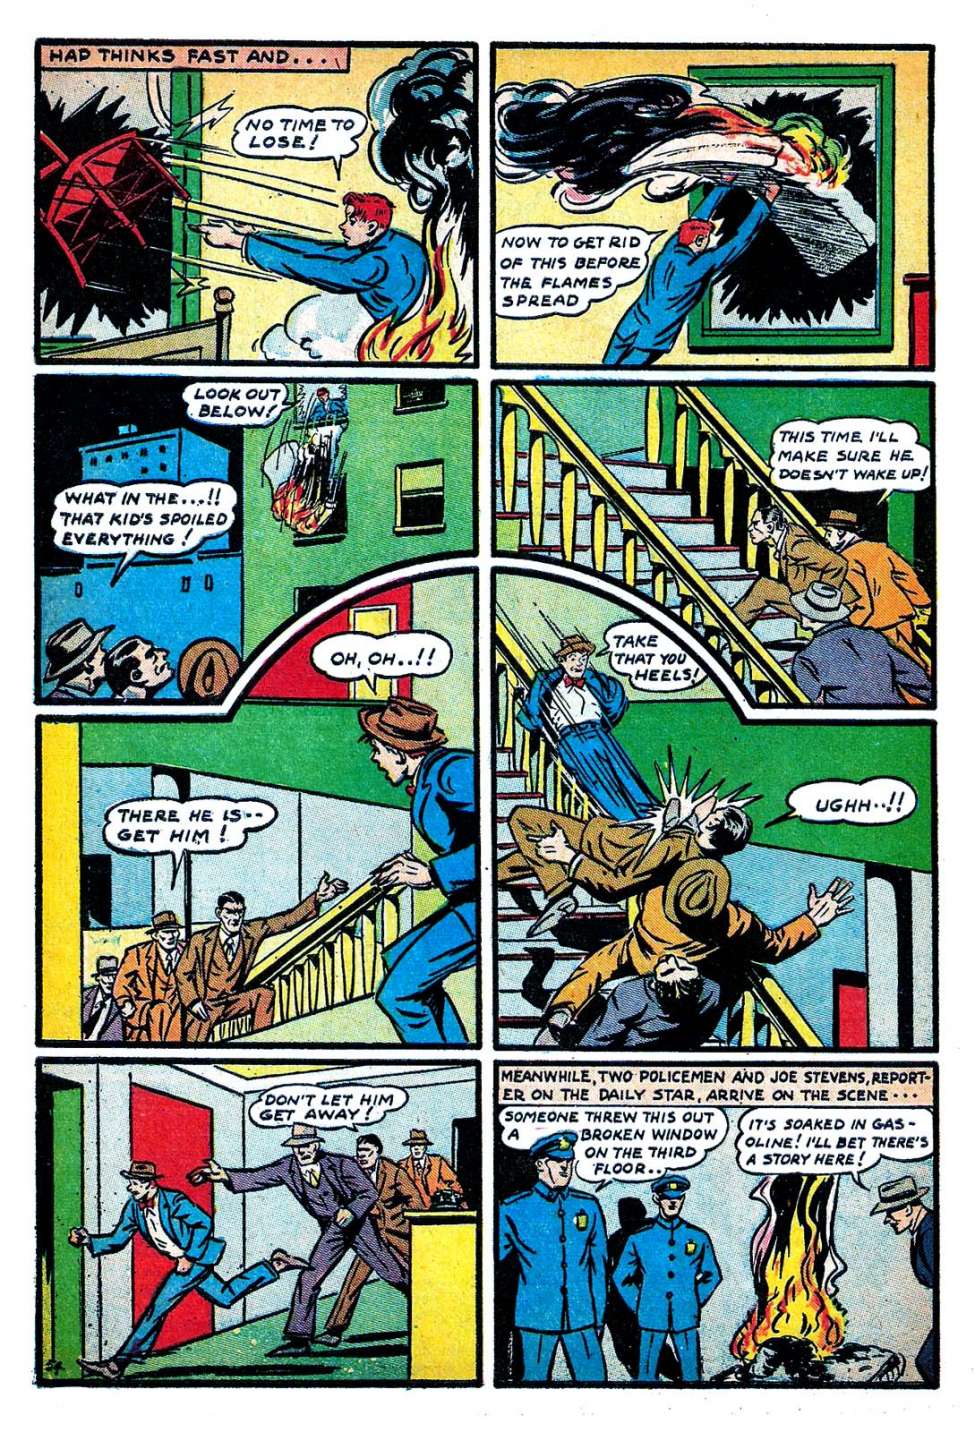 HAD THINKS FAST AND...
NO TIME TO
LOSE!
NOW TO GET RID
OF THIS BEFORE
THE FLAMES
SPREAD
LOOK OUT
BELOW!
WHAT IN THE...!!
THAT KID'S SPOILED
EVERYTHING!
THIS TIME I'LL
MAKE SURE HE
DOESN'T WAKE UP!
OH, OH..!!
THERE HE IS--
GET HIM!
TAKE
THAT YOU
HEELS!
UGHH..!!
DON'T LET HIM
GET AWAY!
54
MEANWHILE, TWO POLICEMEN AND JOE STEVENS, REPORT-
ER ON THE DAILY STAR, ARRIVE ON THE SCENE...
SOMEONE THREW THIS OUT
A BROKEN WINDOW
ON THE THIRD
FLOOR..
IT'S SOAKED IN GAS-
OLINE! I'LL BET THERE'S
A STORY HERE!